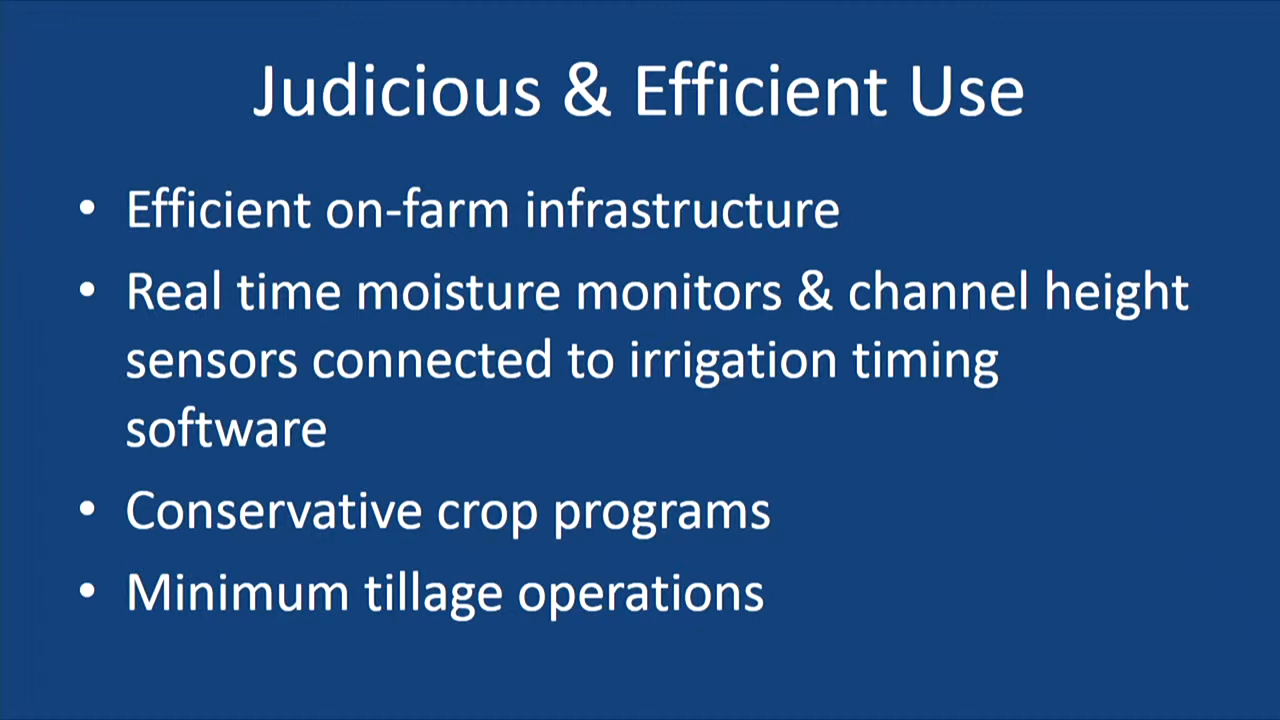 Judicious & Efficient Use
• Efficient on-farm infrastructure
• Real time moisture monitors & channel height
sensors connected to irrigation timing
software
• Conservative crop programs
• Minimum tillage operations